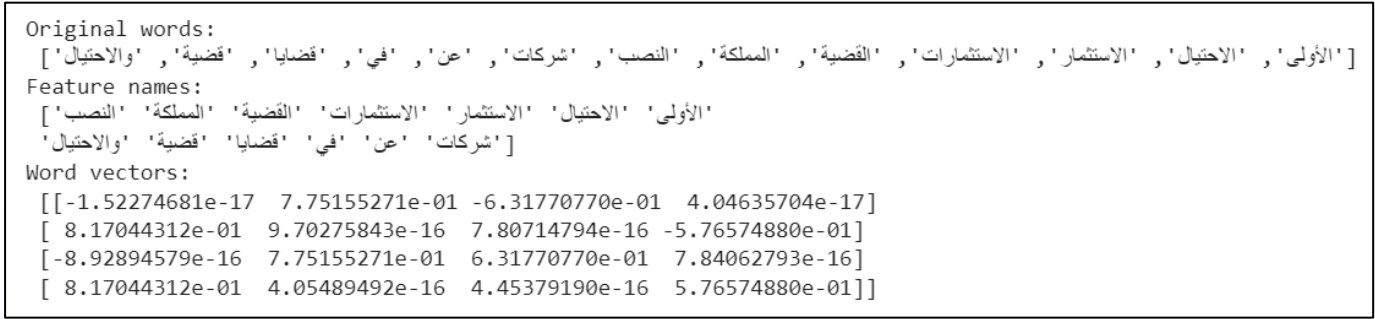 Original words:
['الأولى', 'الاحتيال', 'الاستثمار', 'الاستثمارات', 'القضية', 'المملكة', 'النصب', 'شركات', 'عن', 'في', 'قضايا', 'قضية', 'والاحتيال']
Feature names:
['الأولى' 'الاحتيال' 'الاستثمار' 'الاستثمارات' 'القضية' 'المملكة' 'النصب'
'شركات' 'عن' 'في' 'قضايا' 'قضية' 'والاحتيال']
Word vectors:
[[-1.52274681e-17 7.75155271e-01 -6.31770770e-01 4.04635704e-17]
[ 8.17044312e-01 9.70275843e-16 7.80714794e-16 -5.76574880e-01]
[-8.92894579e-16 7.75155271e-01 6.31770770e-01 7.84062793e-16]
[ 8.17044312e-01 4.05489492e-16 4.45379190e-16 5.76574880e-01]]